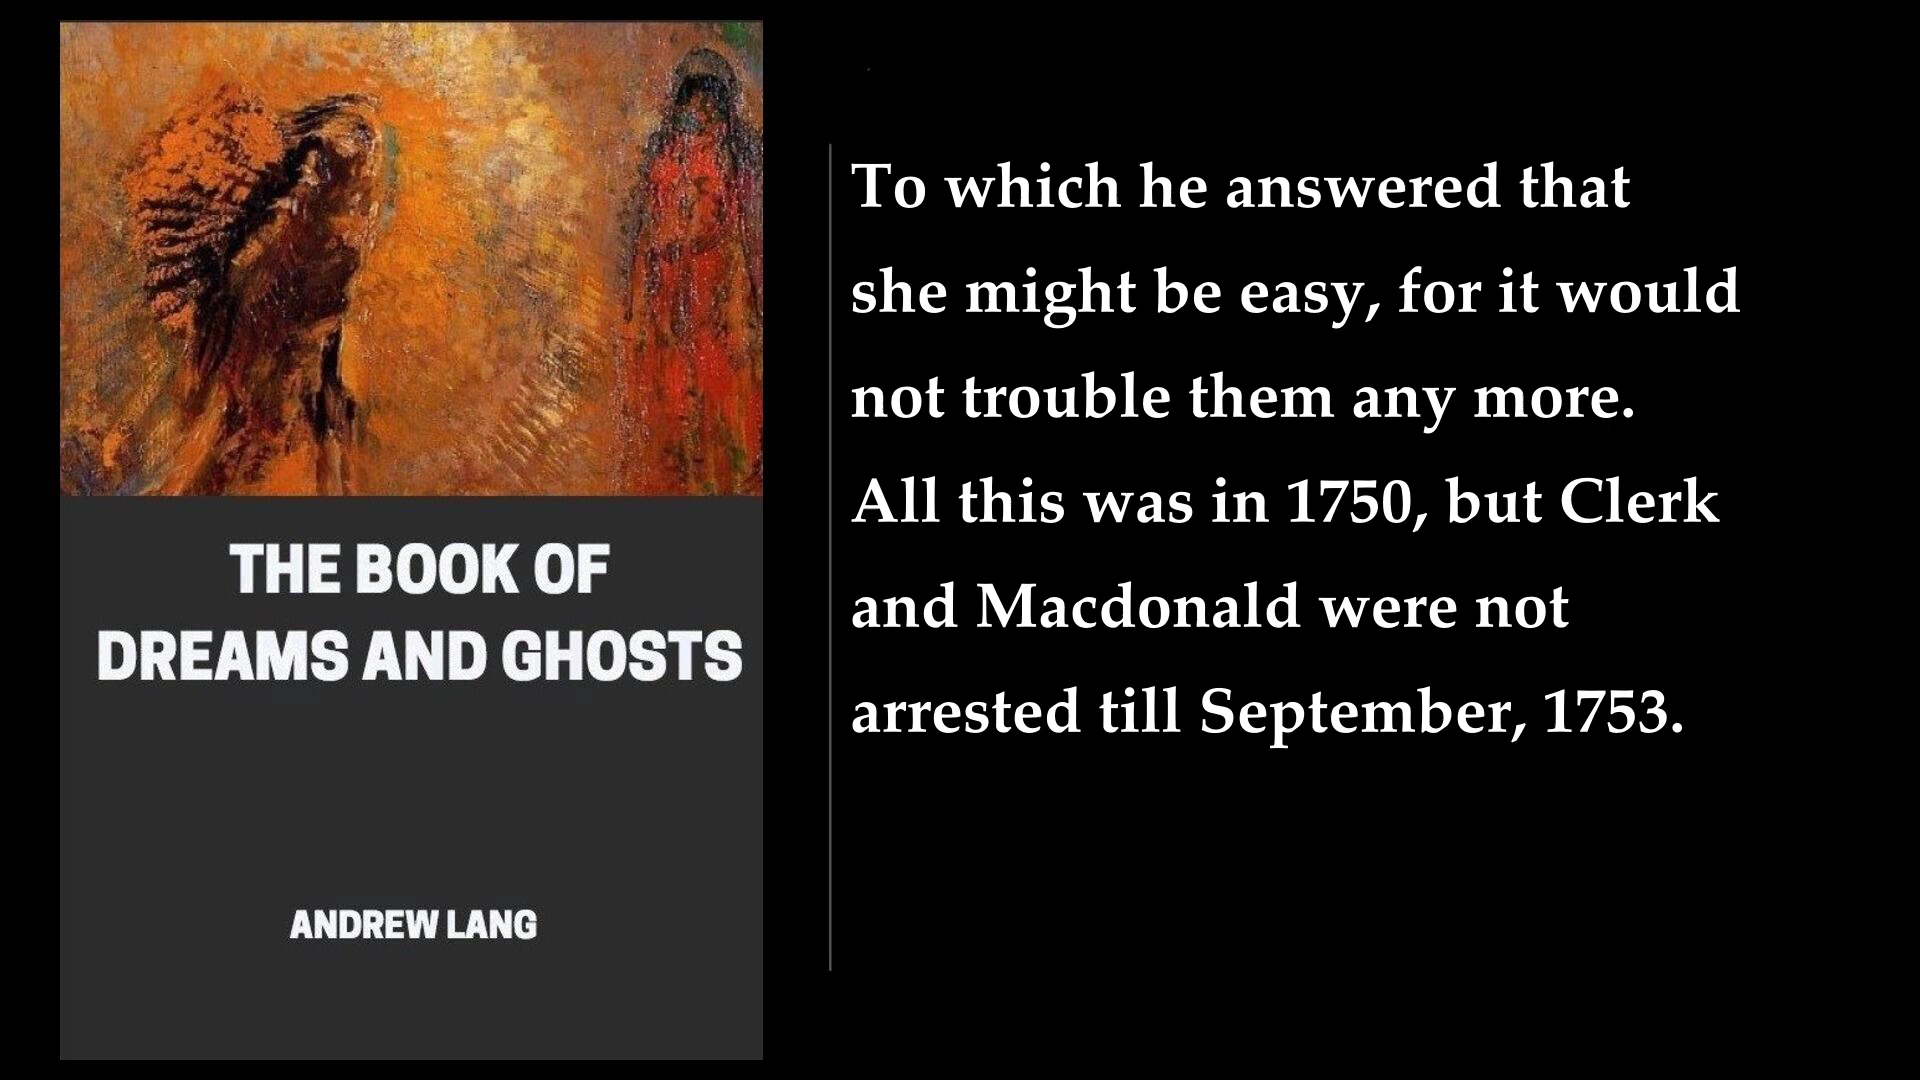 THE BOOK OF
DREAMS AND GHOSTS
ANDREW LANG
To which he answered that
she might be easy, for it would
not trouble them any more.
All this was in 1750, but Clerk
and Macdonald were not
arrested till September, 1753.